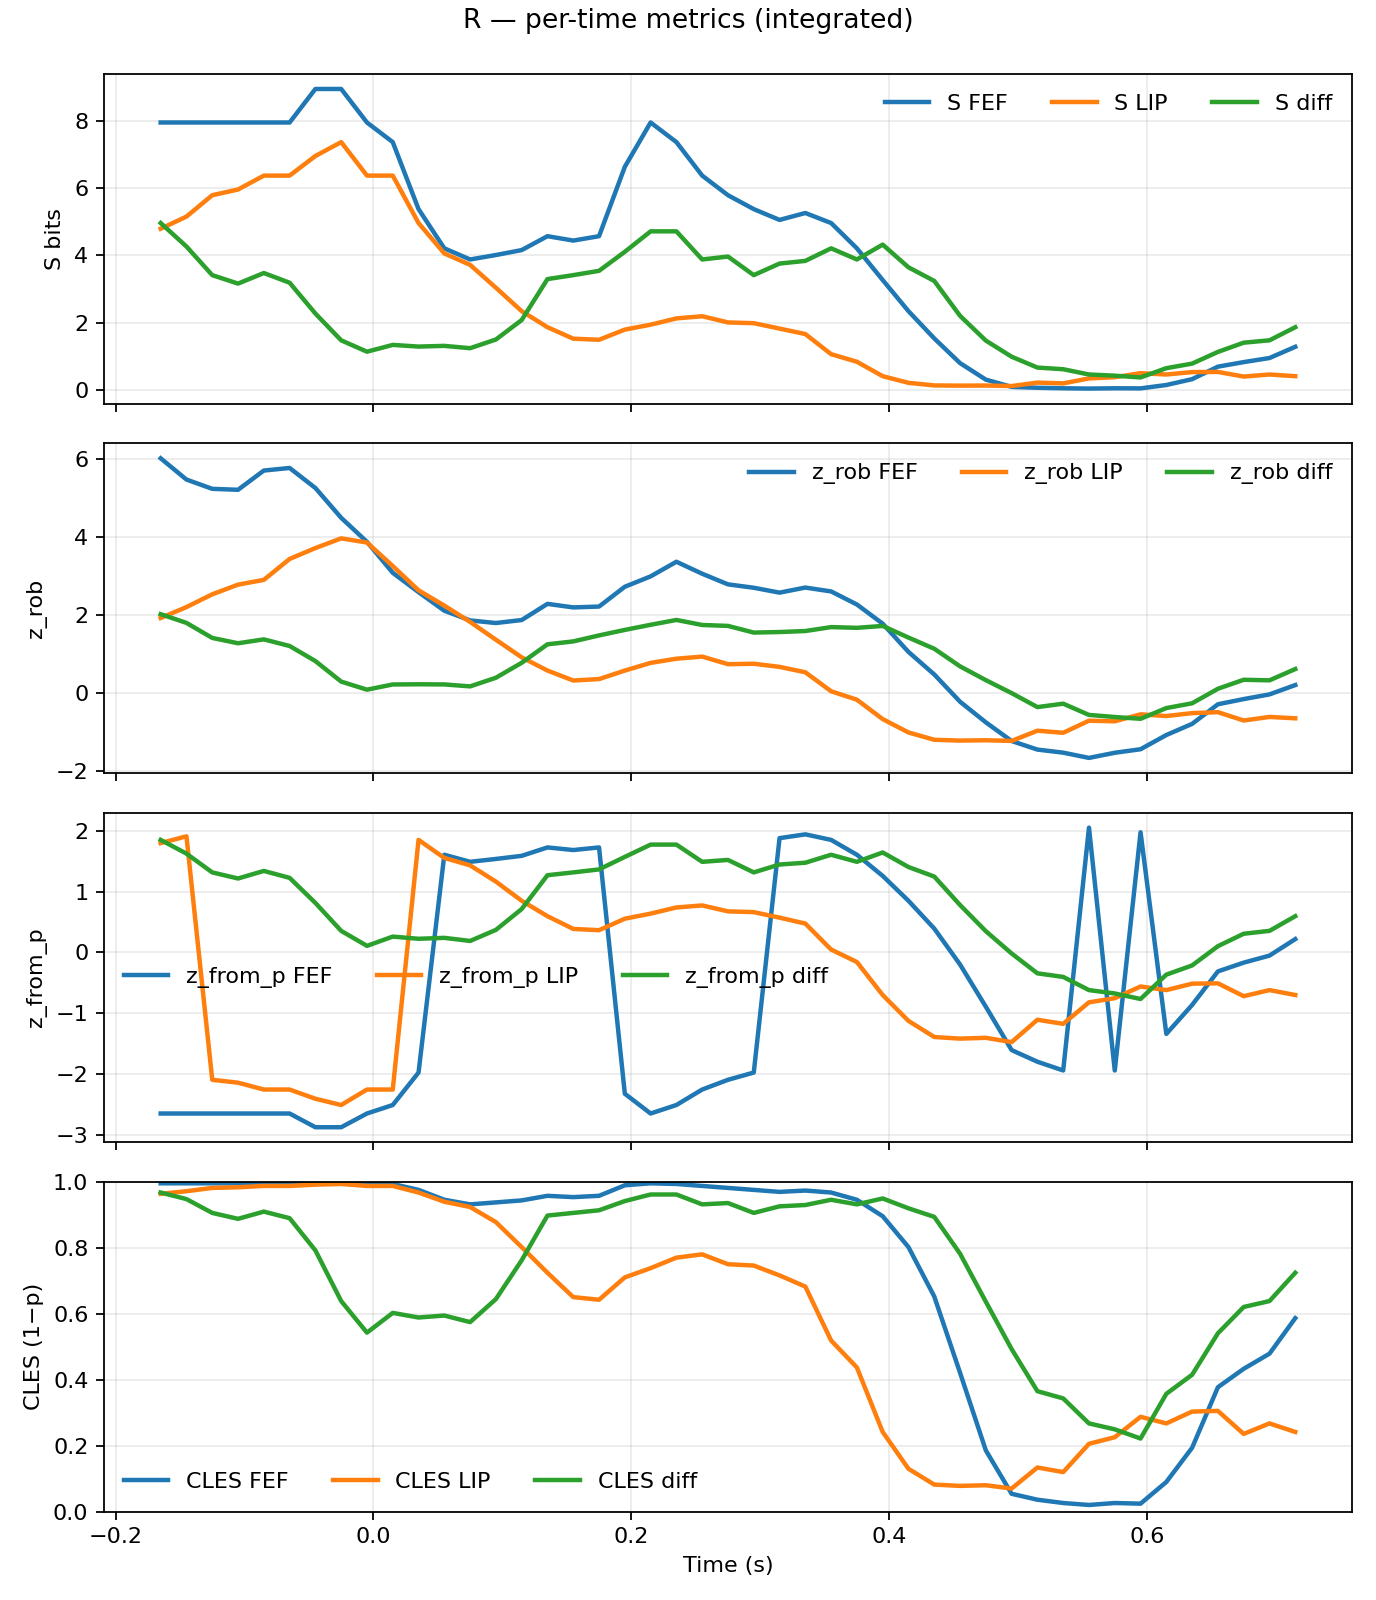 R — per-time metrics (integrated)
S bits
8
6
4
2
0
S FEF S LIP S diff
z_rob
6
4
2
0
−2
z_rob FEF z_rob LIP z_rob diff
z_from_p
2
1
0
−1
−2
−3
z_from_p FEF z_from_p LIP z_from_p diff
CLES (1−p)
1.0
0.8
0.6
0.4
0.2
0.0
CLES FEF CLES LIP CLES diff
−0.2 0.0 0.2 0.4 0.6
Time (s)